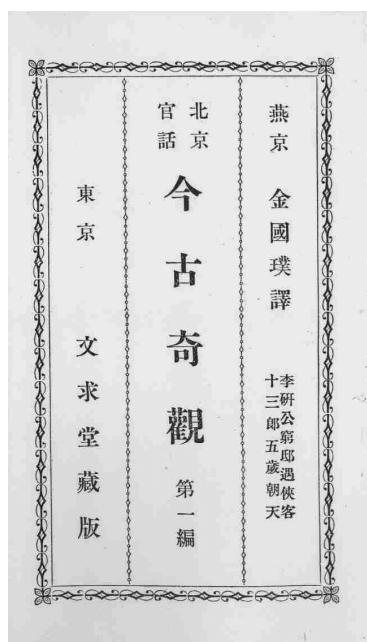 燕京 金國璞譯
李研公窮邸遇俠客
十三郎五歲朝天
北京
官話
今古奇觀 第一編
東京 文求堂藏版